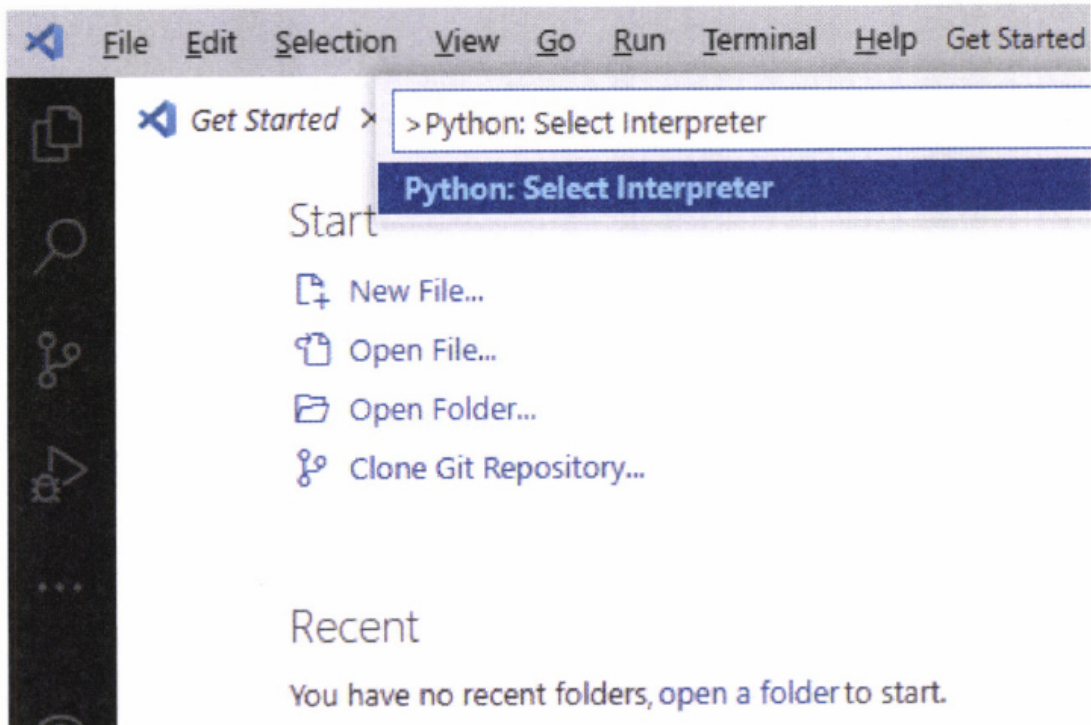 File Edit Selection View Go Run Terminal Help Get Started
Get Started ×
>Python: Select Interpreter
Python: Select Interpreter
Start
New File...
Open File...
Open Folder...
Clone Git Repository...
Recent
You have no recent folders, open a folder to start.